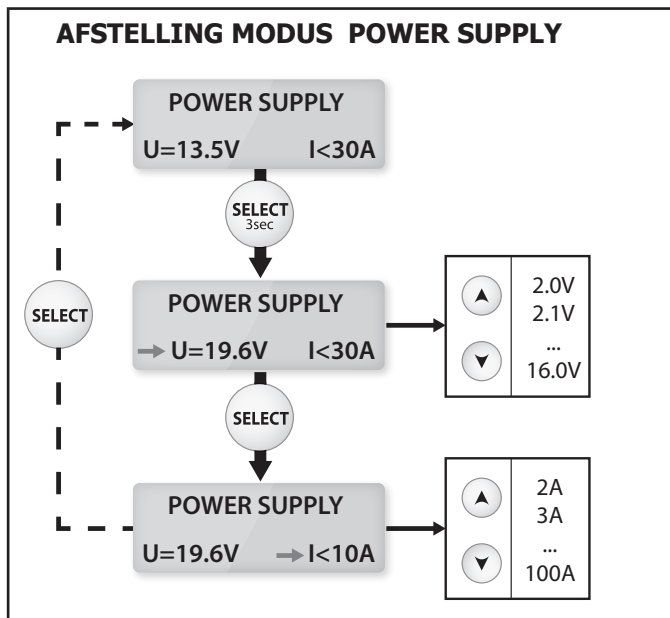 AFSTELLING MODUS POWER SUPPLY
POWER SUPPLY
U=13.5V I<30A
SELECT
3sec
POWER SUPPLY
U=19.6V I<30A
2.0V
2.1V
...
16.0V
SELECT
SELECT
POWER SUPPLY
U=19.6V I<10A
2A
3A
...
100A